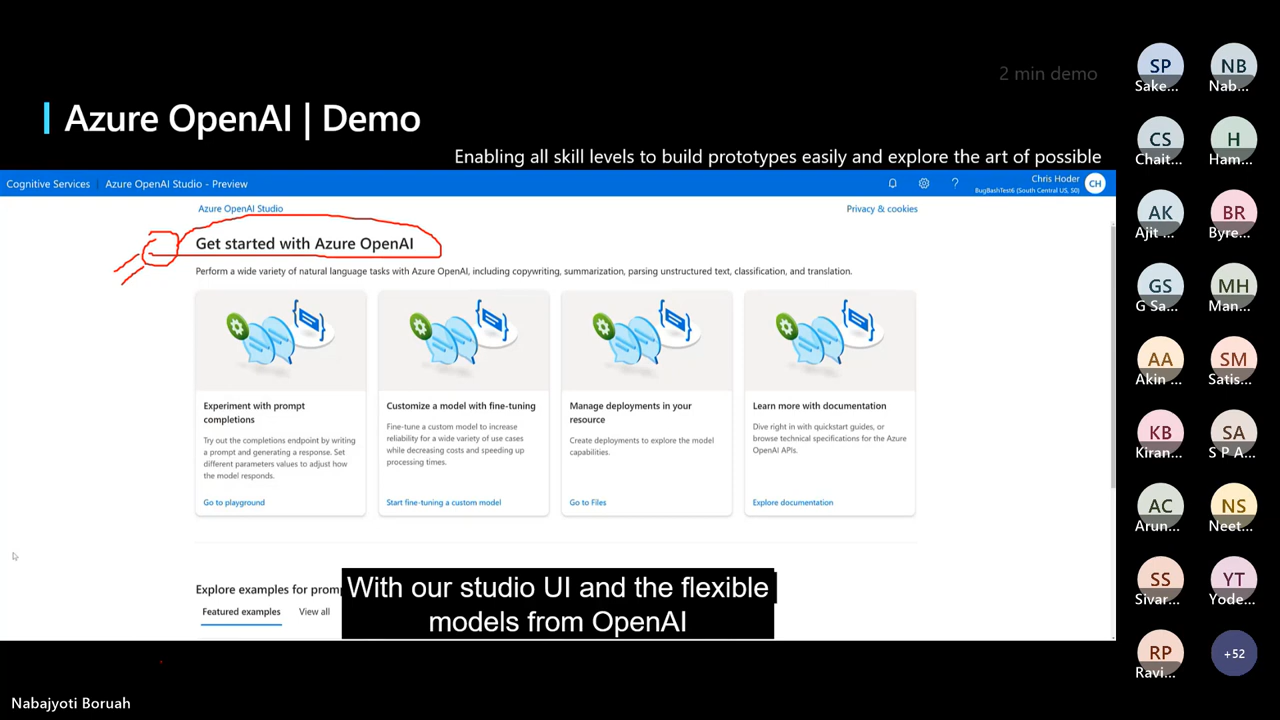 2 min demo
Azure OpenAI | Demo
Enabling all skill levels to build prototypes easily and explore the art of possible
Cognitive Services | Azure OpenAI Studio - Preview
?
Chris Hoder
BugBashTest6 (South Central US, S0)
CH
Azure OpenAI Studio
Privacy & cookies
Get started with Azure OpenAI
Perform a wide variety of natural language tasks with Azure OpenAI, including copywriting, summarization, parsing unstructured text, classification, and translation.
Experiment with prompt
completions
Try out the completions endpoint by writing
a prompt and generating a response. Set
different parameters values to adjust how
the model responds.
Go to playground
Customize a model with fine-tuning
Fine-tune a custom model to increase
reliability for a wide variety of use cases
while decreasing costs and speeding up
processing times.
Start fine-tuning a custom model
Manage deployments in your
resource
Create deployments to explore the model
capabilities.
Go to Files
Learn more with documentation
Dive right in with quickstart guides, or
browse technical specifications for the Azure
OpenAI APIs.
Explore documentation
Explore examples for prom
Featured examples
View all
With our studio UI and the flexible
models from OpenAI
Nabajyoti Boruah
SP
Sake...
NB
Nab...
CS
Chait...
H
Ham...
AK
Ajit ...
BR
Byre...
GS
G Sa...
MH
Man...
AA
Akin ...
SM
Satis...
KB
Kiran...
SA
S P A...
AC
Arun...
NS
Neet...
SS
Sivar...
YT
Yode...
RP
Ravi...
+52